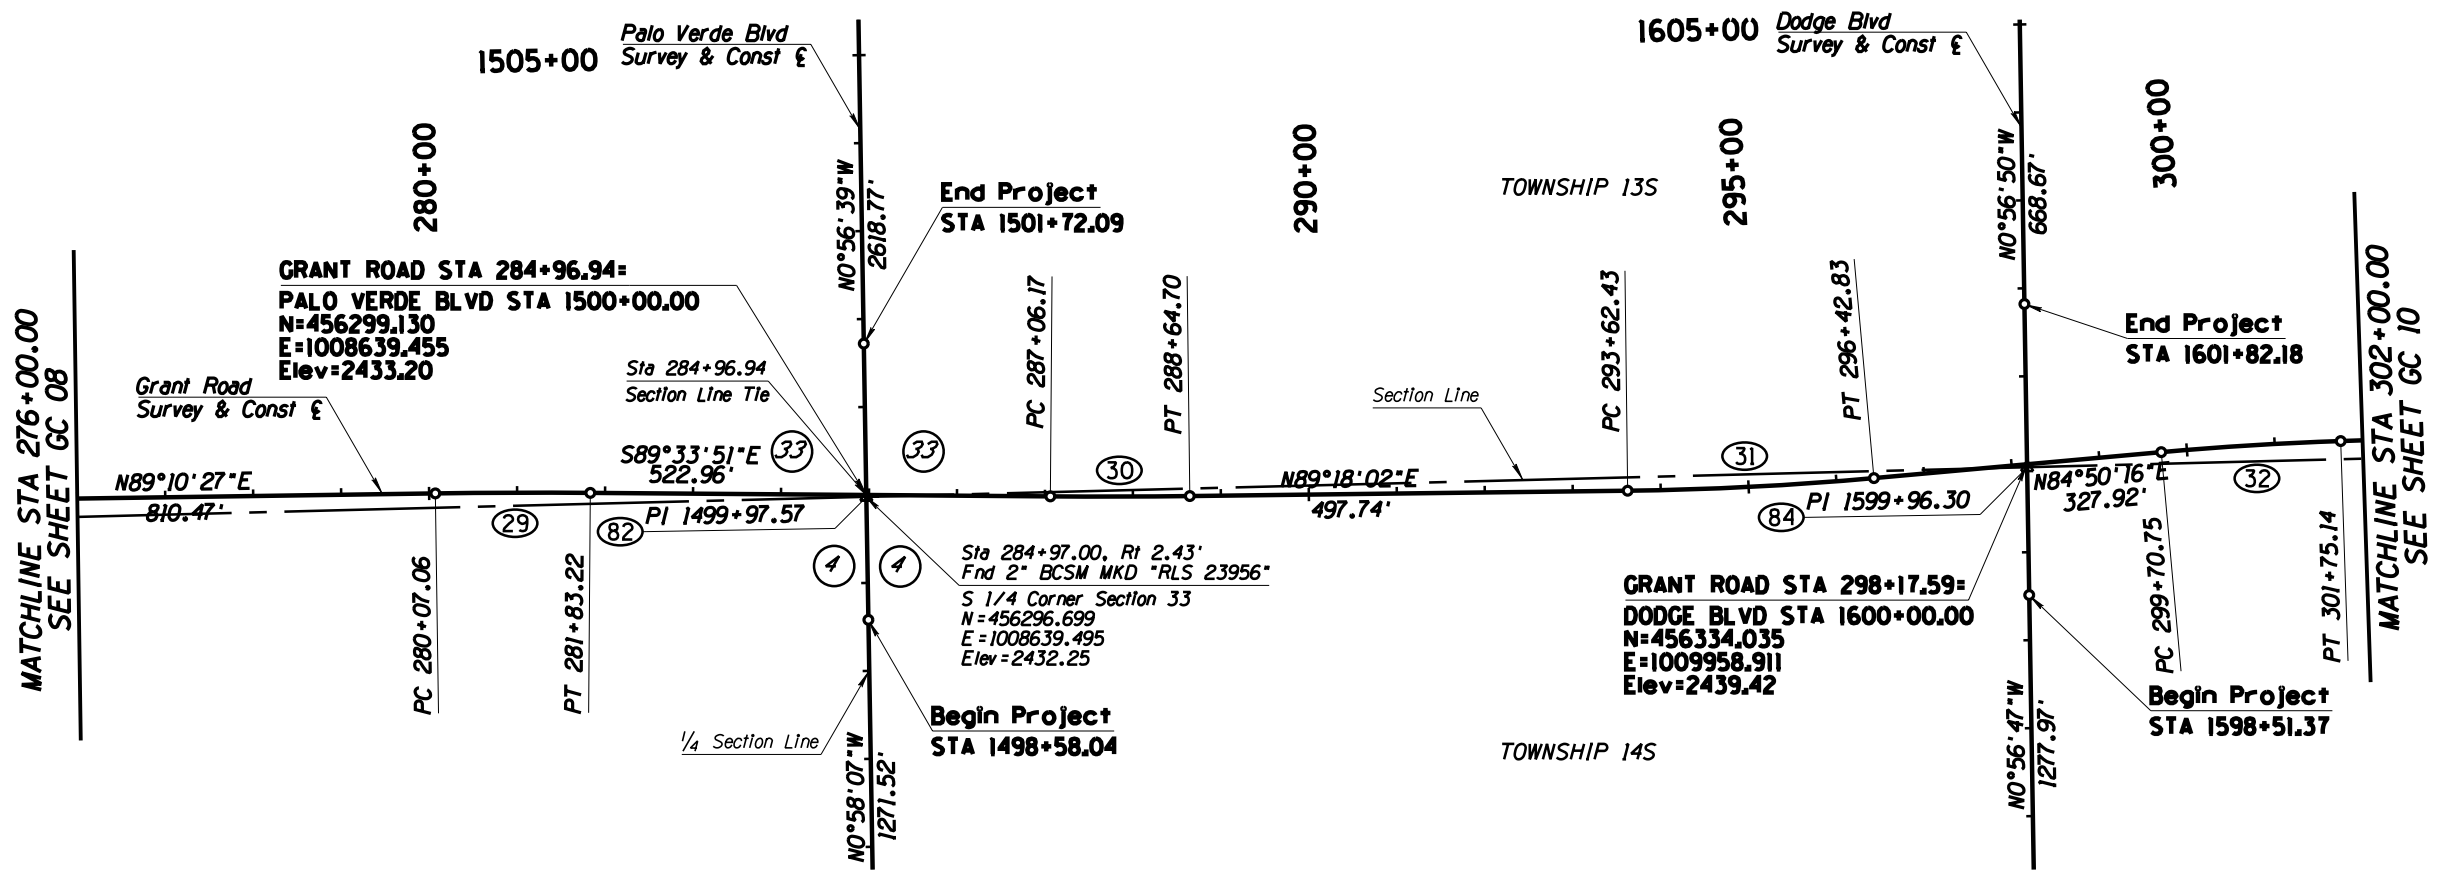 Palo Verde Blvd
Survey & Const ℄
1505+00
1605+00
Dodge Blvd
Survey & Const ℄
280+00
290+00
295+00
300+00
N0°56'39"W
2618.77'
End Project
STA 1501+72.09
TOWNSHIP 13S
N0°56'50"W
668.67'
GRANT ROAD STA 284+96.94=
PALO VERDE BLVD STA 1500+00.00
N=456299.130
E=1008639.455
Elev=2433.20
Sta 284+96.94
Section Line Tie
Grant Road
Survey & Const ℄
MATCHLINE STA 276+00.00
SEE SHEET GC 08
N89°10'27"E
810.47'
S89°33'51"E
522.96'
33
33
PC 287+06.17
PT 288+64.70
30
Section Line
N89°18'02"E
497.74'
PC 293+62.43
PT 296+42.83
31
End Project
STA 1601+82.18
MATCHLINE STA 302+00.00
SEE SHEET GC 10
29
82
PI 1499+97.57
84
PI 1599+96.30
N84°50'16"E
327.92'
32
4
4
Sta 284+97.00, Rt 2.43'
Fnd 2" BCSM MKD "RLS 23956"
S 1/4 Corner Section 33
N=456296.699
E=1008639.495
Elev=2432.25
PC 280+07.06
PT 281+83.22
GRANT ROAD STA 298+17.59=
DODGE BLVD STA 1600+00.00
N=456334.035
E=1009958.911
Elev=2439.42
PC 299+70.75
PT 301+75.14
1/4 Section Line
Begin Project
STA 1498+58.04
N0°58'07"W
1271.52'
TOWNSHIP 14S
N0°56'47"W
1277.97'
Begin Project
STA 1598+51.37